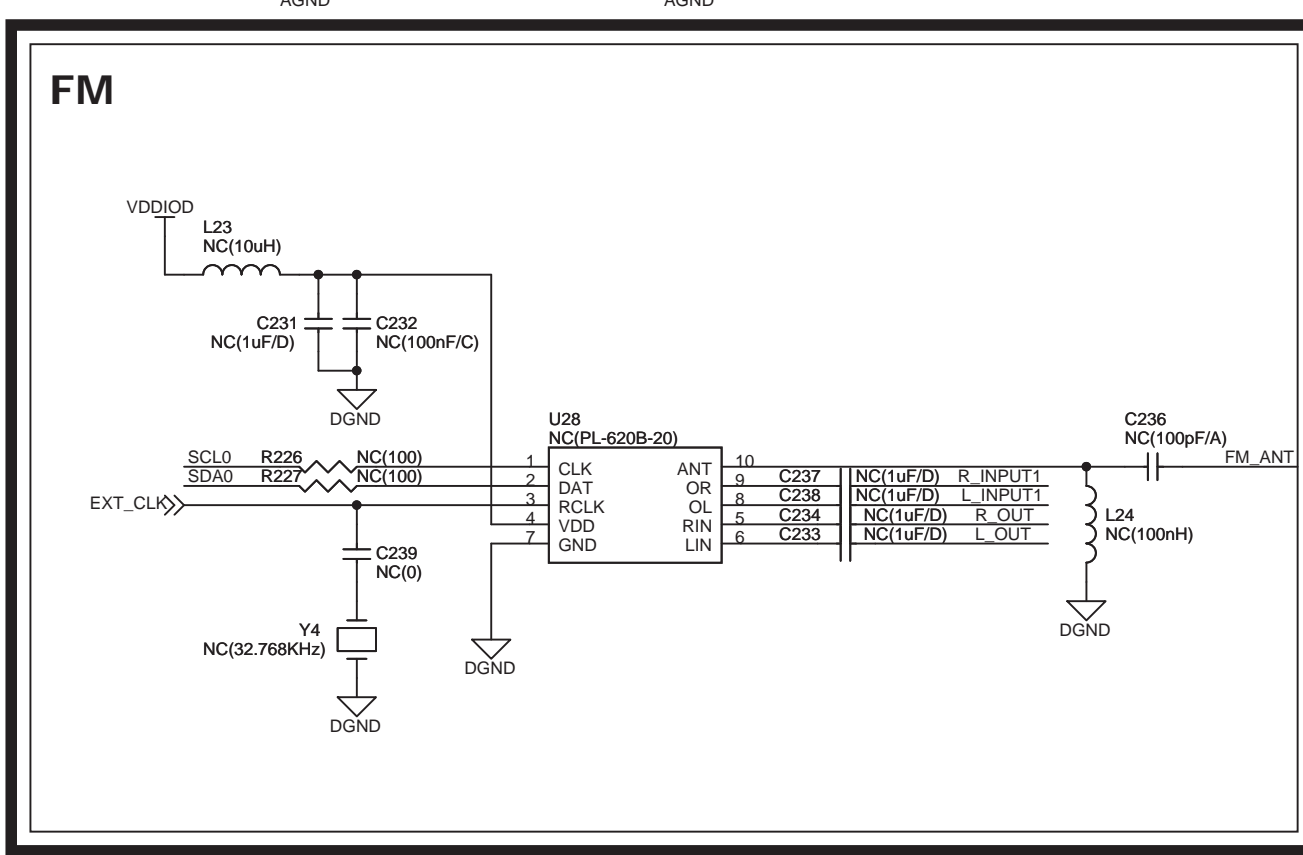 AGND
AGND
FM
VDDIOD
L23
NC(10uH)
C231
NC(1uF/D)
C232
NC(100nF/C)
DGND
U28
NC(PL-620B-20)
C236
NC(100pF/A)
FM_ANT
SCL0 R226 NC(100) 1 CLK
SDA0 R227 NC(100) 2 DAT
EXT_CLK 3 RCLK
4 VDD
7 GND
ANT 10
OR 9 C237 NC(1uF/D) R_INPUT1
OL 8 C238 NC(1uF/D) L_INPUT1
RIN 5 C234 NC(1uF/D) R_OUT
LIN 6 C233 NC(1uF/D) L_OUT
L24
NC(100nH)
C239
NC(0)
Y4
NC(32.768KHz)
DGND
DGND
DGND